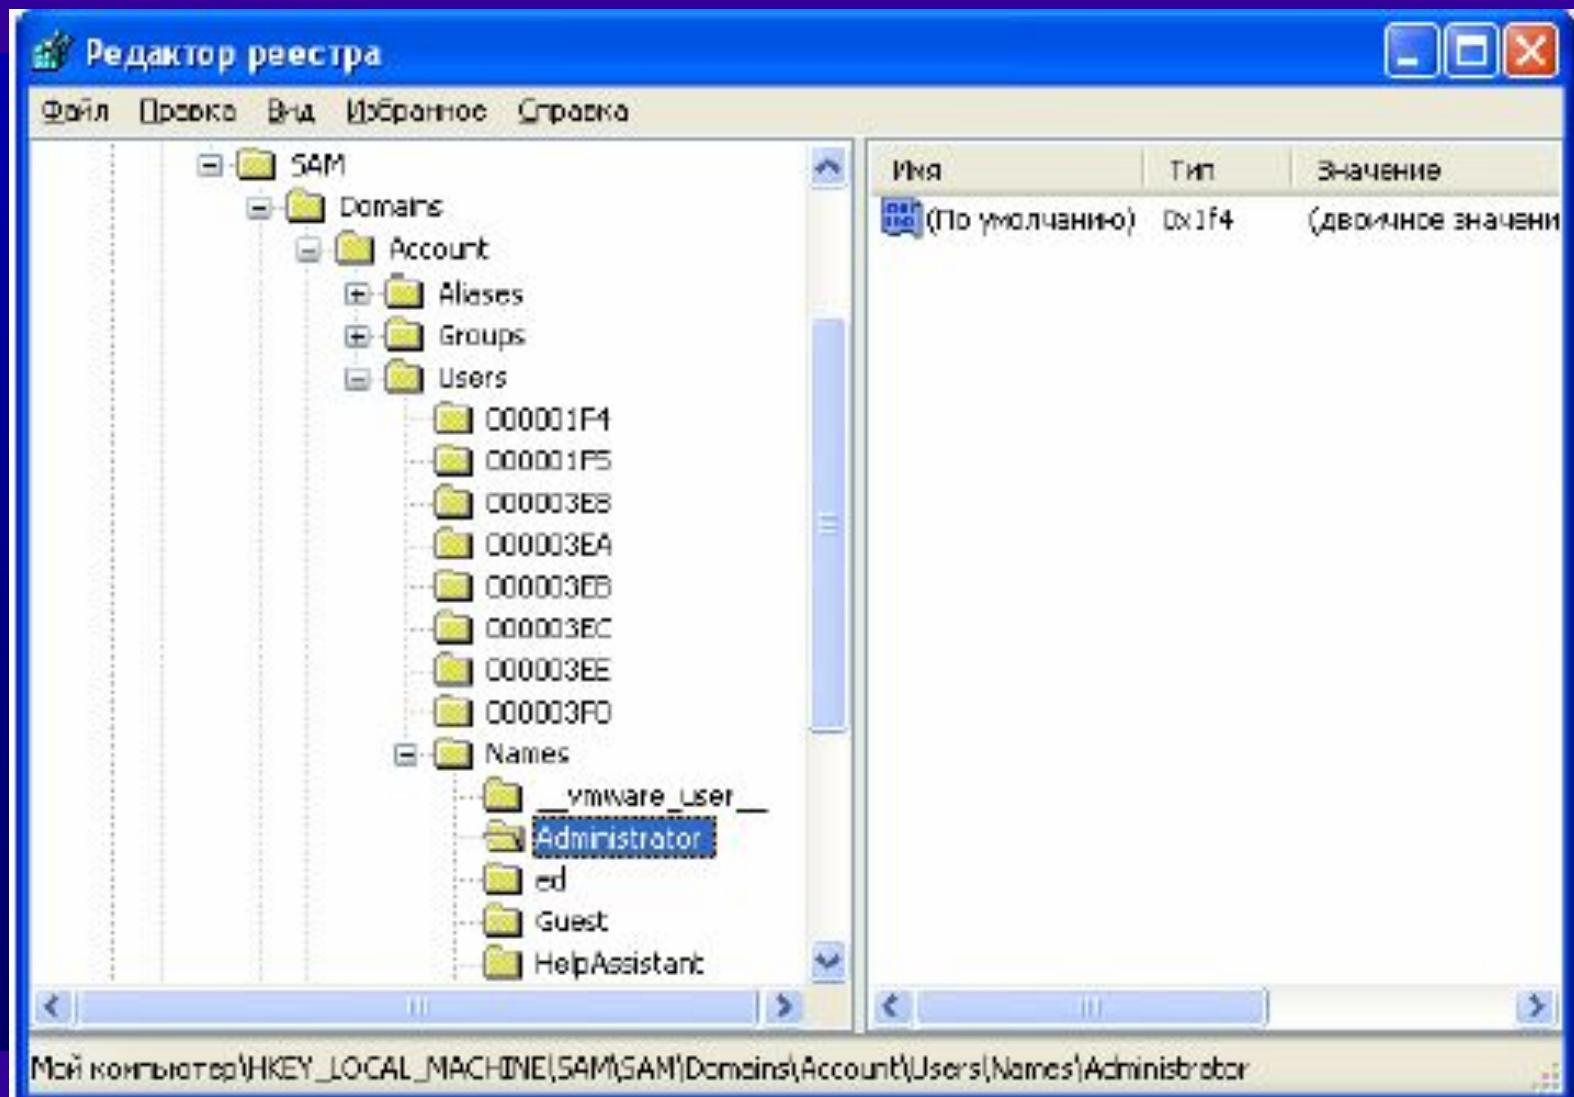 Редактор реестра
Файл Правка Вид Избранное Справка
SAM
Domains
Account
Aliases
Groups
Users
000001F4
000001F5
000003E8
000003EA
000003EB
000003EC
000003EE
000003F0
Names
__vmware_user__
Administrator
ed
Guest
HelpAssistant
Имя Тип Значение
(По умолчанию) 0x1f4 (двоичное значени
Мой компьютер\HKEY_LOCAL_MACHINE\SAM\SAM\Domains\Account\Users\Names\Administrator